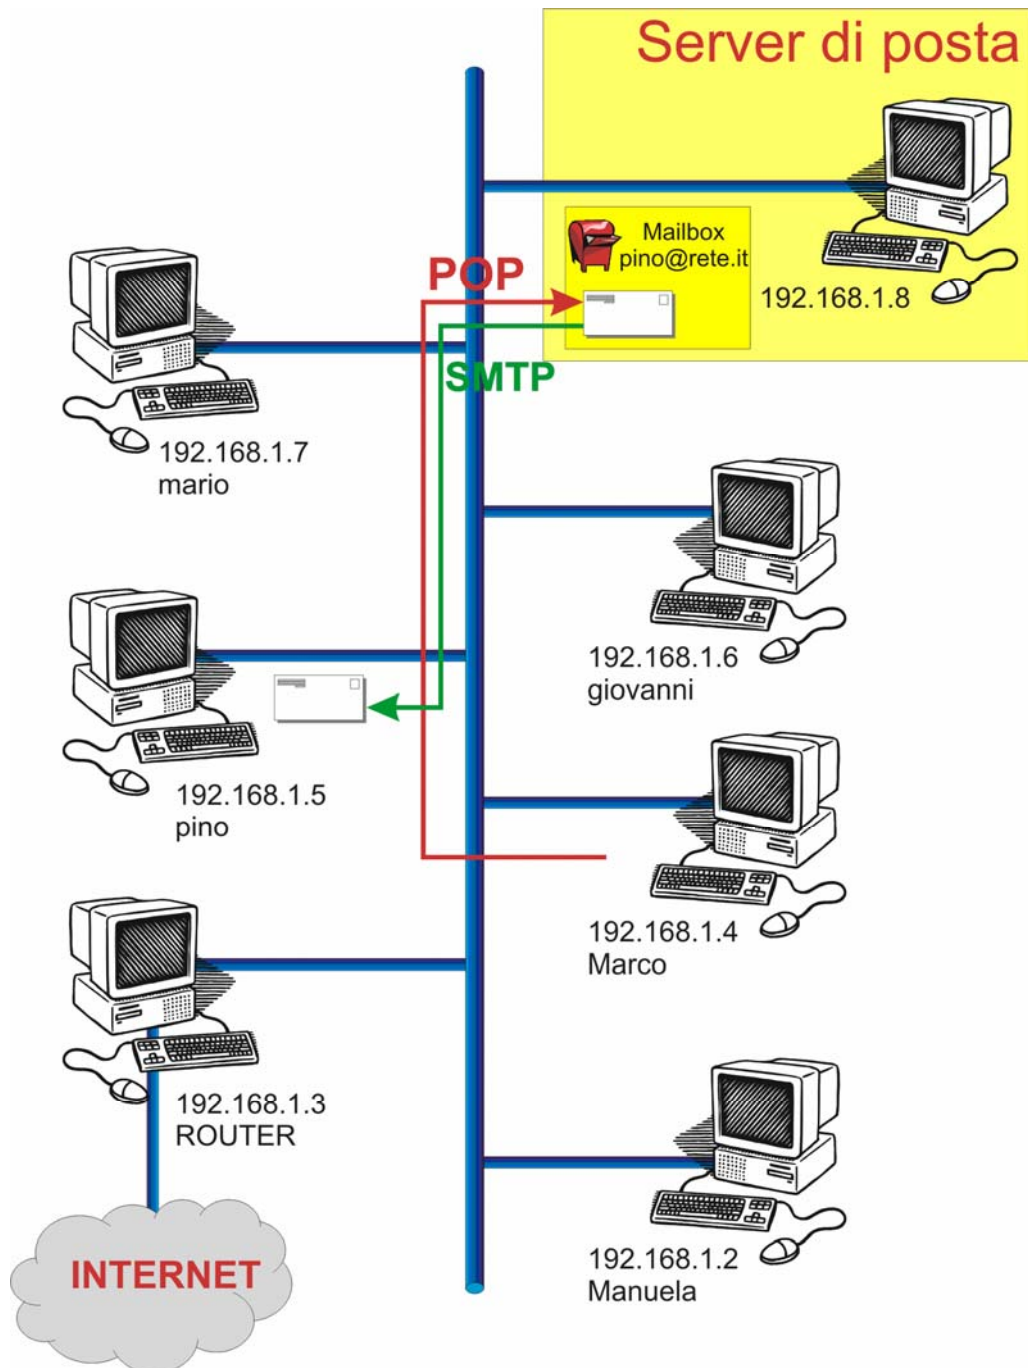 Server di posta
Mailbox
pino@rete.it
192.168.1.8
POP
SMTP
192.168.1.7
mario
192.168.1.6
giovanni
192.168.1.5
pino
192.168.1.4
Marco
192.168.1.3
ROUTER
192.168.1.2
Manuela
INTERNET